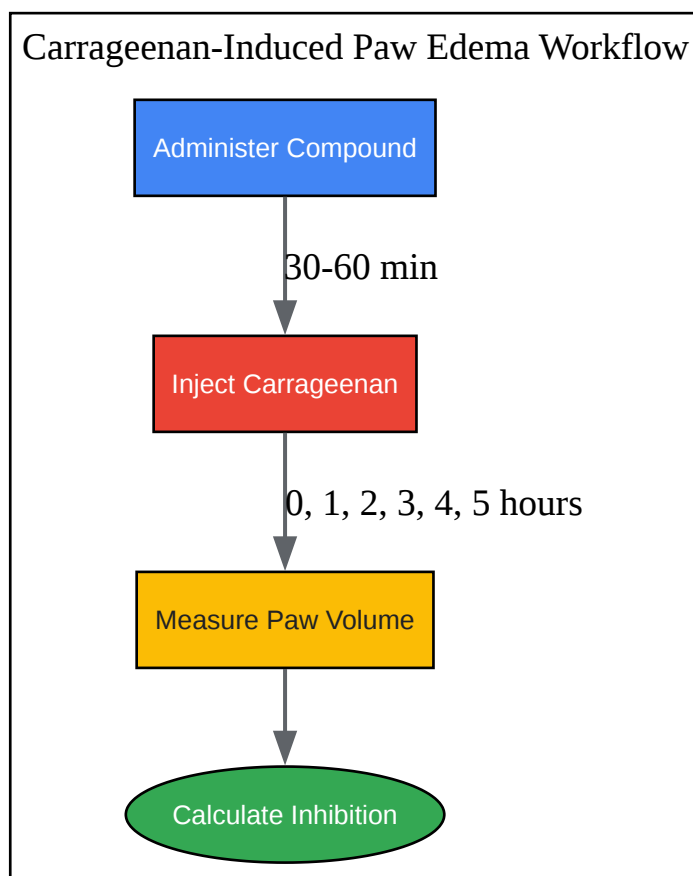 Carrageenan-Induced Paw Edema Workflow
Administer Compound
30-60 min
Inject Carrageenan
0, 1, 2, 3, 4, 5 hours
Measure Paw Volume
Calculate Inhibition